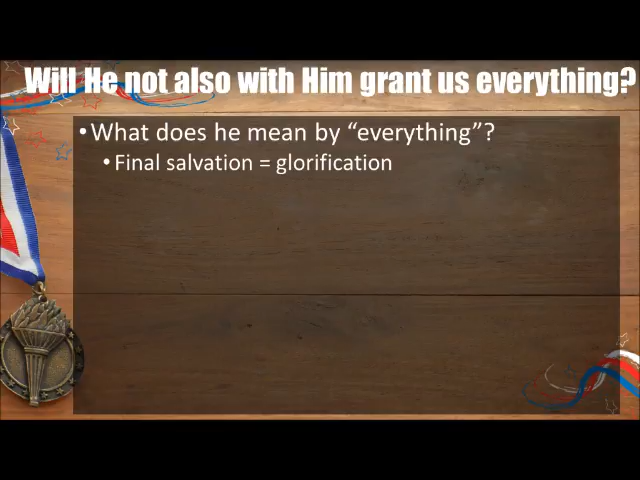 Will He not also with Him grant us everything?
•What does he mean by “everything”?
•Final salvation = glorification